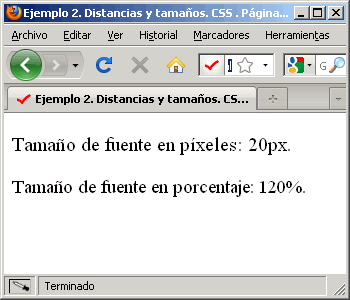 Ejemplo 2. Distancias y tamaños. CSS . Página...
Archivo Editar Ver Historial Marcadores Herramientas
G
Ejemplo 2. Distancias y tamaños. CS...
Tamaño de fuente en píxeles: 20px.
Tamaño de fuente en porcentaje: 120%.
Terminado